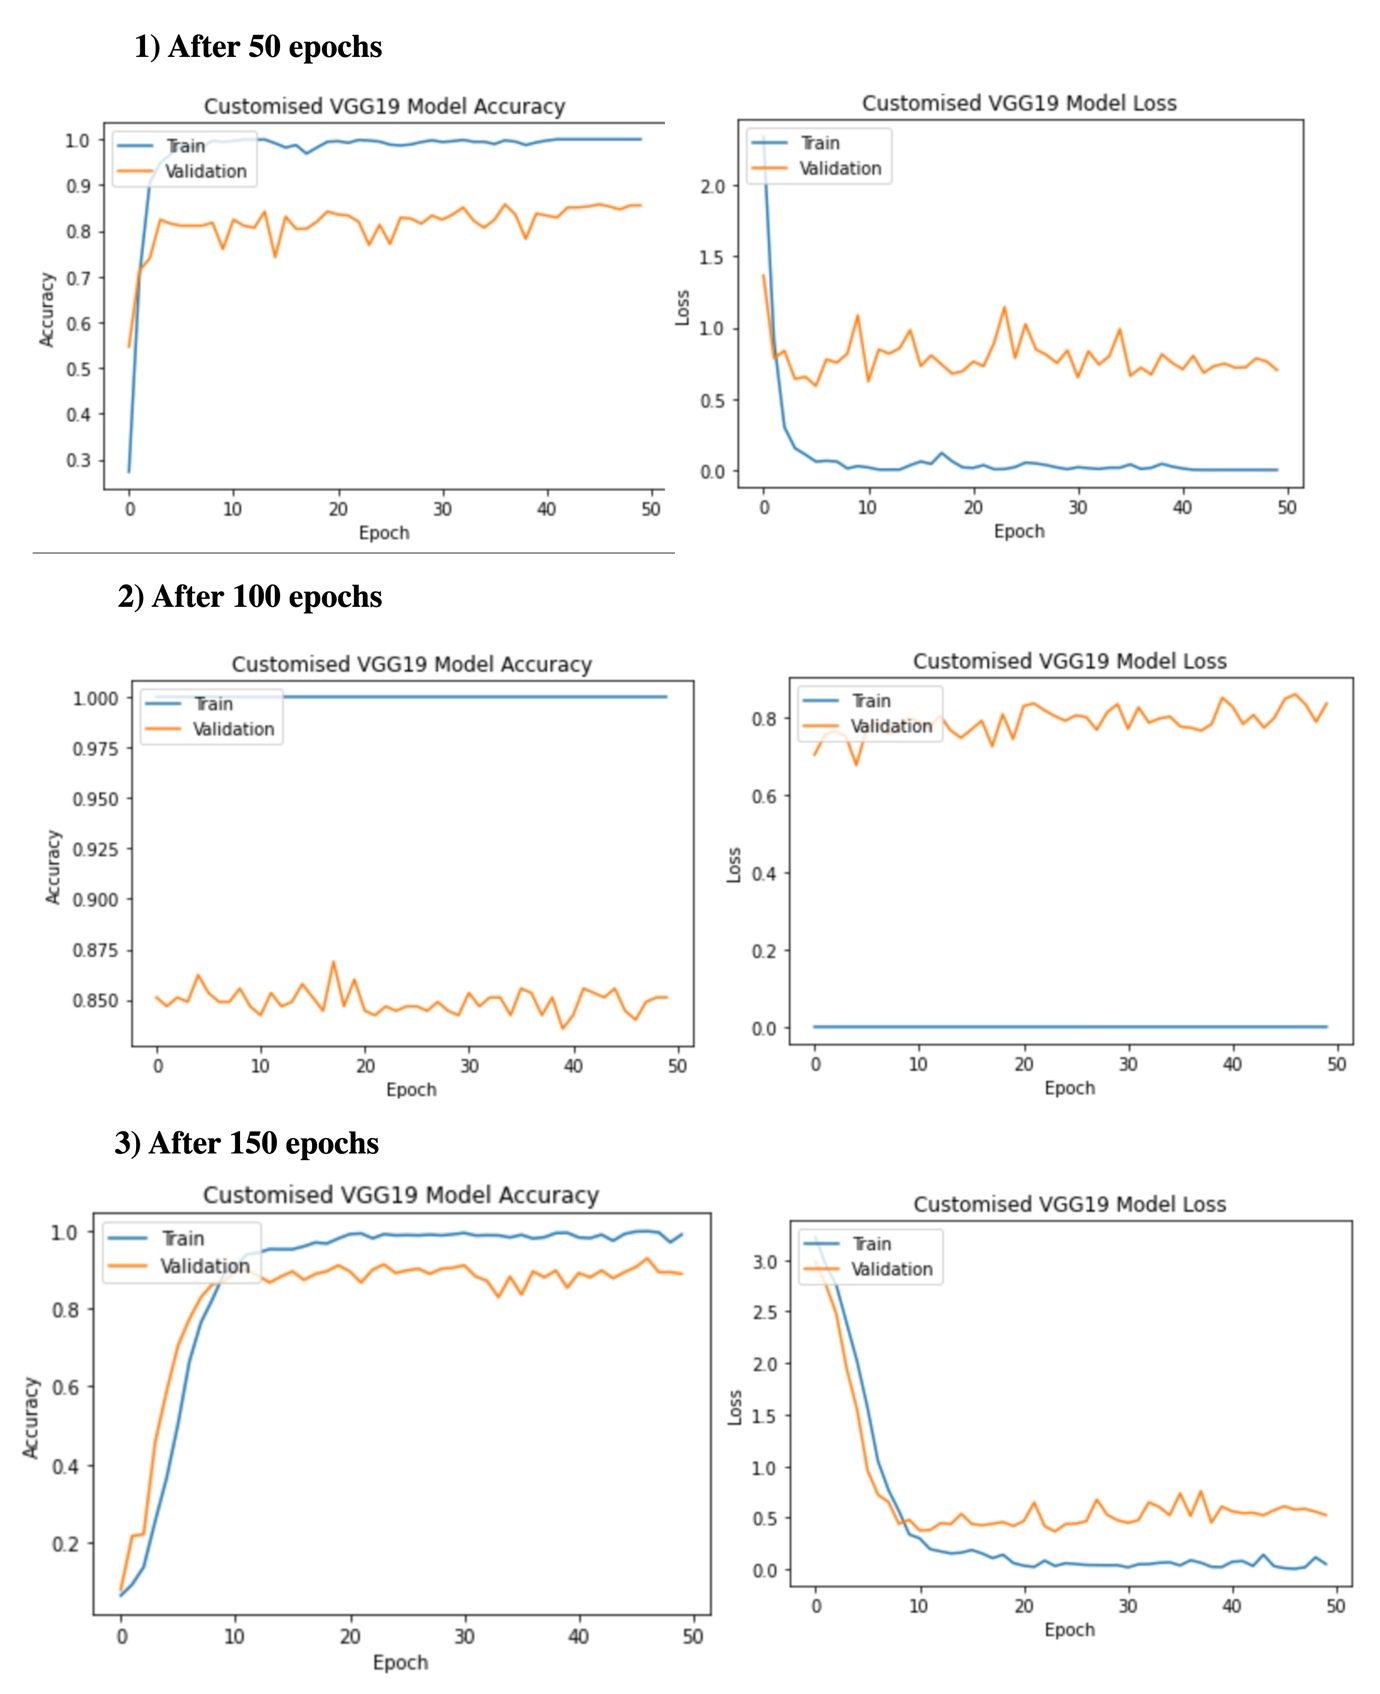 1) After 50 epochs
Customised VGG19 Model Accuracy
Train
Validation
1.0
0.9
0.8
0.7
0.6
0.5
0.4
0.3
Accuracy
0 10 20 30 40 50
Epoch
Customised VGG19 Model Loss
Train
Validation
2.0
1.5
1.0
0.5
0.0
Loss
0 10 20 30 40 50
Epoch
2) After 100 epochs
Customised VGG19 Model Accuracy
Train
Validation
1.000
0.975
0.950
0.925
0.900
0.875
0.850
Accuracy
0 10 20 30 40 50
Epoch
Customised VGG19 Model Loss
Train
Validation
0.8
0.6
0.4
0.2
0.0
Loss
0 10 20 30 40 50
Epoch
3) After 150 epochs
Customised VGG19 Model Accuracy
Train
Validation
1.0
0.8
0.6
0.4
0.2
Accuracy
0 10 20 30 40 50
Epoch
Customised VGG19 Model Loss
Train
Validation
3.0
2.5
2.0
1.5
1.0
0.5
0.0
Loss
0 10 20 30 40 50
Epoch